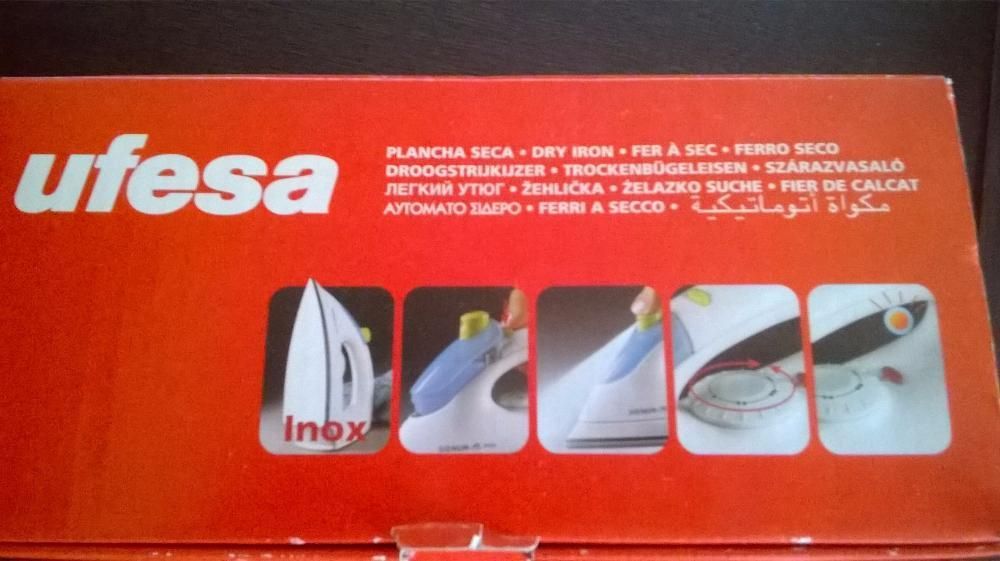 ufesa
PLANCHA SECA • DRY IRON • FER À SEC • FERRO SECO
DROOGSTRIJKIJZER • TROCKENBÜGELEISEN • SZÁRAZVASALÓ
ЛЕГКИЙ УТЮГ • ŽEHLIČKA • ŻELAZKO SUCHE • FIER DE CALCAT
ΑΥΤΟΜΑΤΟ ΣΙΔΕΡΟ • FERRI A SECCO • مكواة أتوماتيكية
Inox